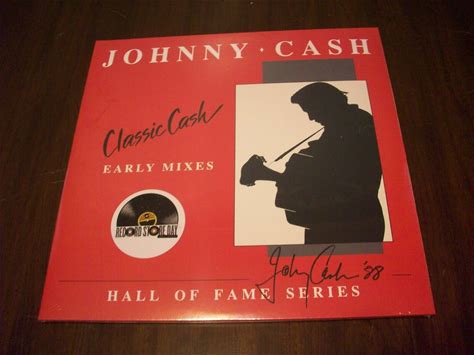 JOHNNY · CASH
Classic Cash
EARLY MIXES
RECORD STORE DAY
Johnny Cash '88
HALL OF FAME SERIES